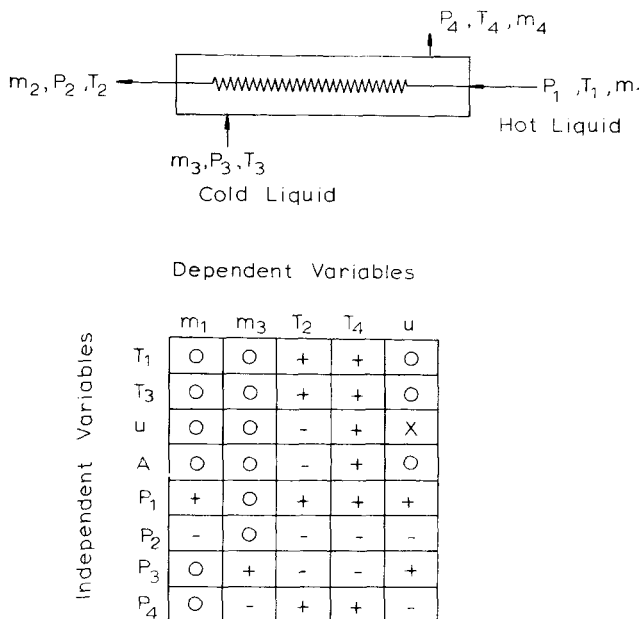 P4, T4, m4
m2, P2, T2
P1, T1, m
Hot Liquid
m3, P3, T3
Cold Liquid
Dependent Variables
m1 m3 T2 T4 u
Independent Variables
T1 O O + + O
T3 O O + + O
u O O - + X
A O O - + O
P1 + O + + +
P2 - O - - -
P3 O + - - +
P4 O - + + -